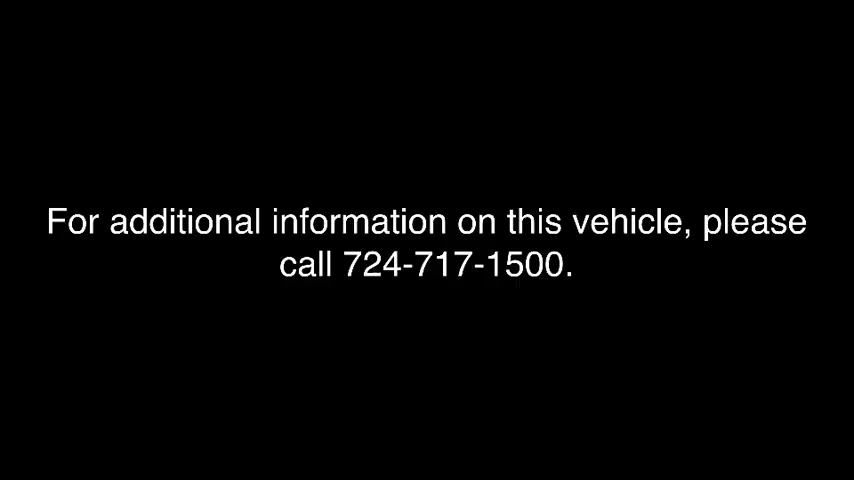 For additional information on this vehicle, please
call 724-717-1500.